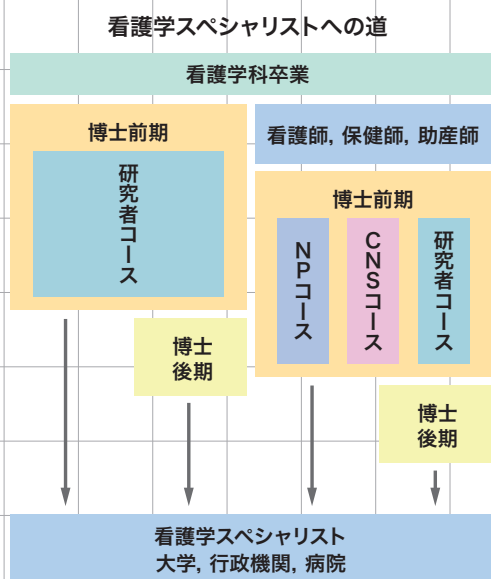 看護学スペシャリストへの道
看護学科卒業
博士前期
研究者コース
博士
後期
看護師, 保健師, 助産師
博士前期
NPコース
CNSコース
研究者コース
博士
後期
看護学スペシャリスト
大学, 行政機関, 病院